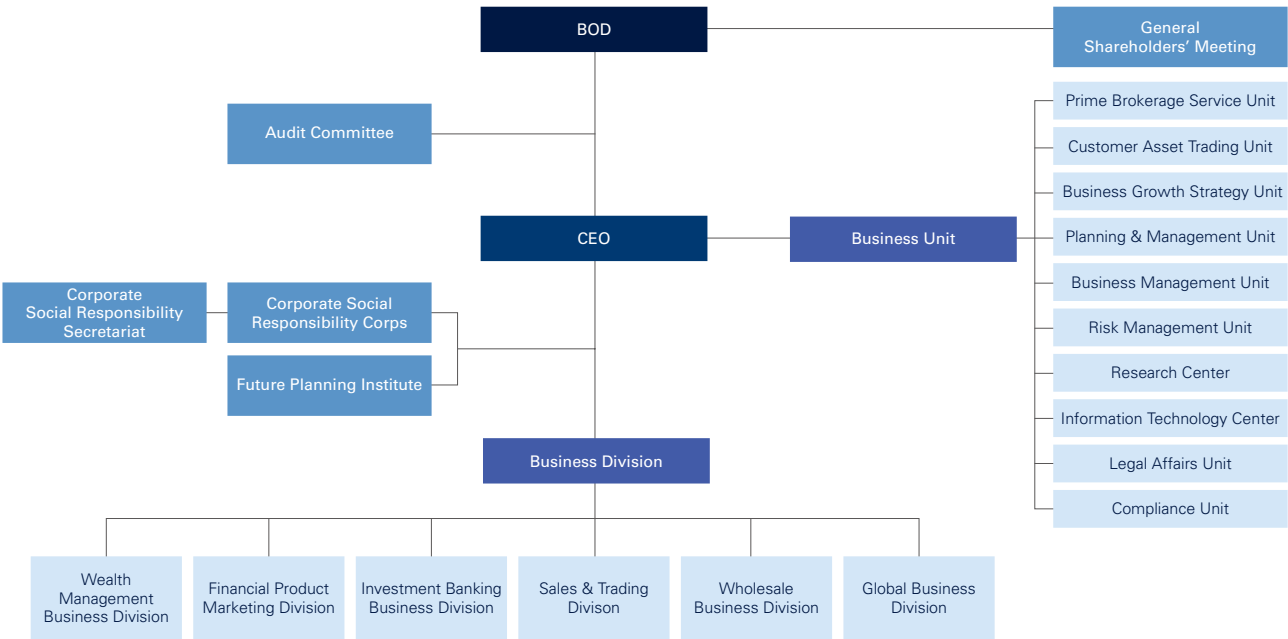 BOD
General
Shareholders’ Meeting
Audit Committee
Prime Brokerage Service Unit
Customer Asset Trading Unit
Business Growth Strategy Unit
Planning & Management Unit
Business Management Unit
Risk Management Unit
Research Center
Information Technology Center
Legal Affairs Unit
Compliance Unit
CEO
Business Unit
Corporate
Social Responsibility
Secretariat
Corporate Social
Responsibility Corps
Future Planning Institute
Business Division
Wealth
Management
Business Division
Financial Product
Marketing Division
Investment Banking
Business Division
Sales & Trading
Divison
Wholesale
Business Division
Global Business
Division